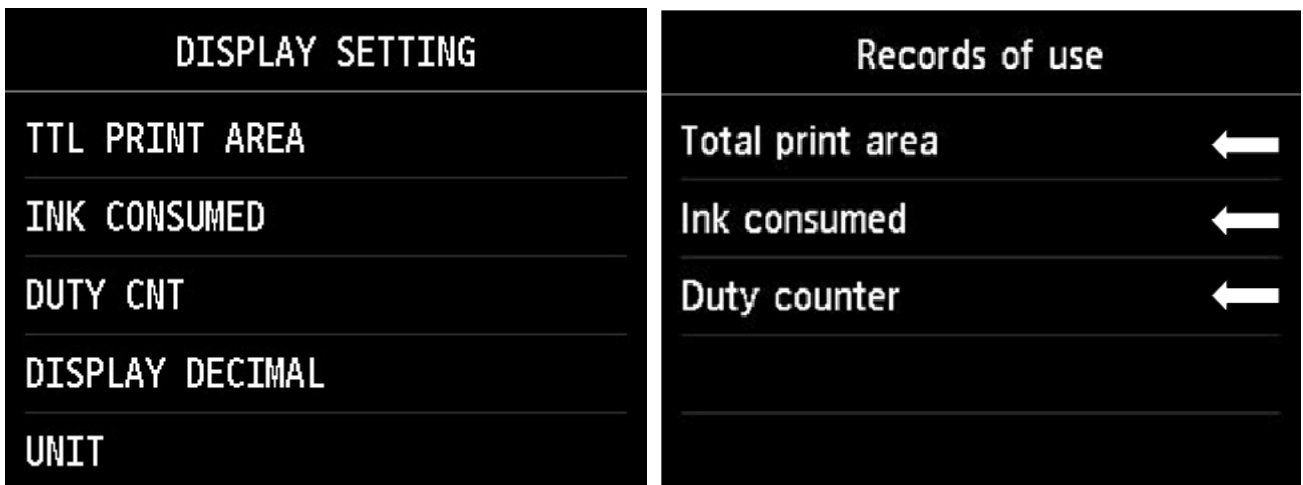 DISPLAY SETTING
TTL PRINT AREA
INK CONSUMED
DUTY CNT
DISPLAY DECIMAL
UNIT
Records of use
Total print area
Ink consumed
Duty counter